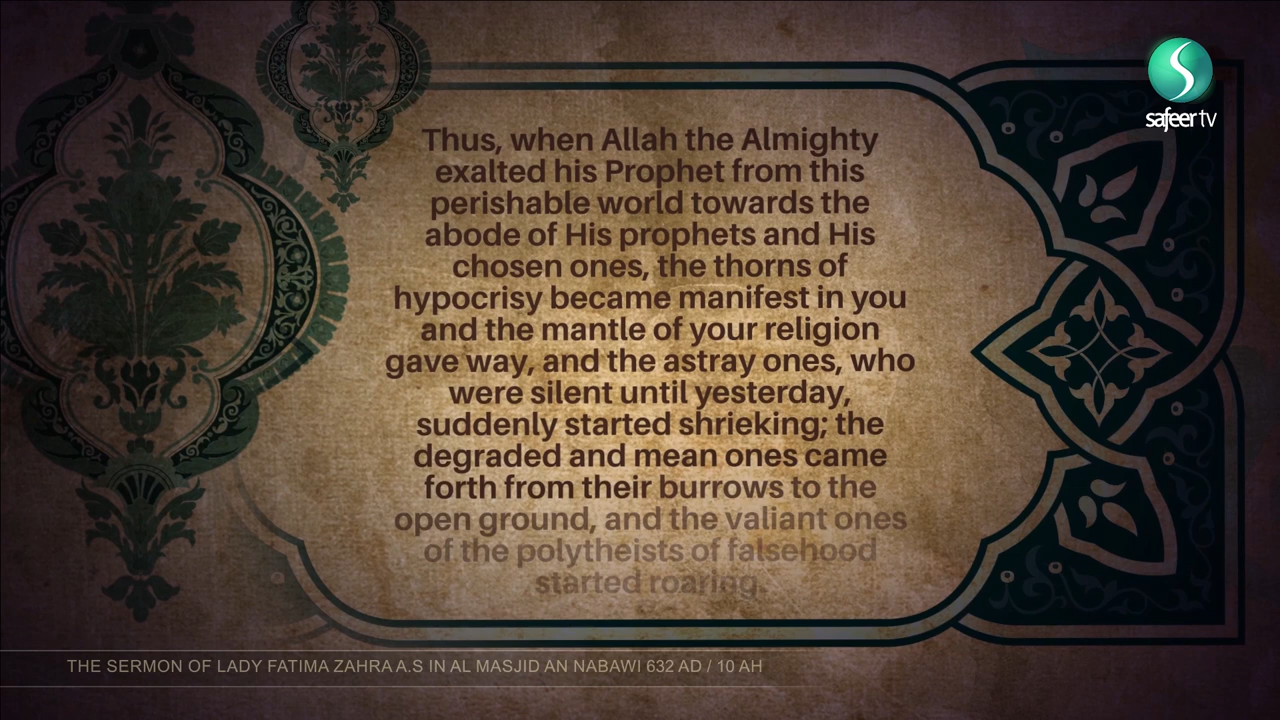 safeer tv
Thus, when Allah the Almighty
exalted his Prophet from this
perishable world towards the
abode of His prophets and His
chosen ones, the thorns of
hypocrisy became manifest in you
and the mantle of your religion
gave way, and the astray ones, who
were silent until yesterday,
suddenly started shrieking; the
degraded and mean ones came
forth from their burrows to the
open ground, and the valiant ones
of the polytheists of falsehood
started roaring.
THE SERMON OF LADY FATIMA ZAHRA A.S IN AL MASJID AN NABAWI 632 AD / 10 AH